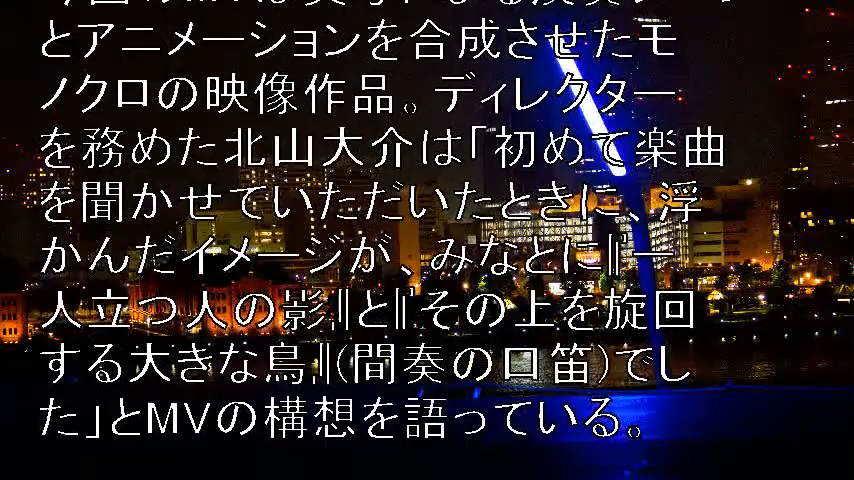 とアニメーションを合成させたモ
ノクロの映像作品。ディレクター
を務めた北山大介は「初めて楽曲
を聞かせていただいたときに、浮
かんだイメージが、みなとに『一
人立つ人の影』と『その上を旋回
する大きな鳥』(間奏の口笛)でし
た」とMVの構想を語っている。